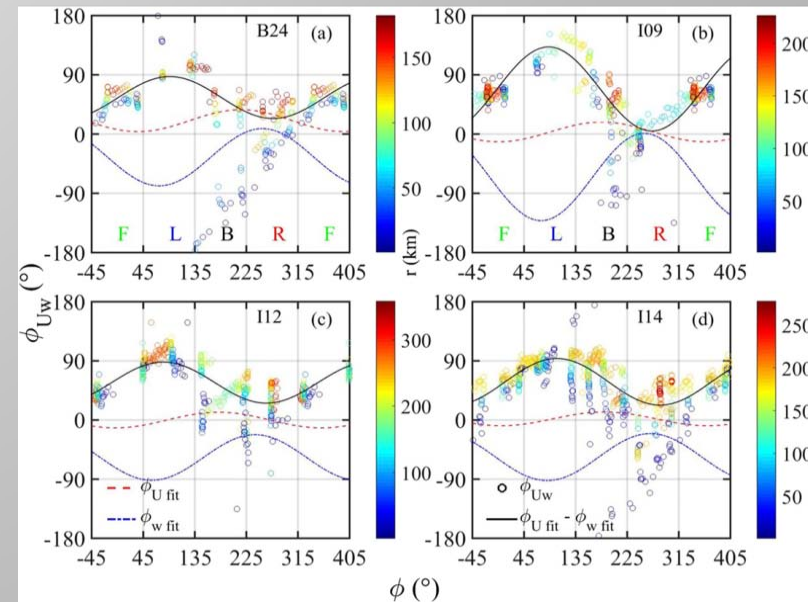 B24 (a)
I09 (b)
180
90
0
-90
-180
F L B R F
-45 45 135 225 315 405
150
100
50
r (km)
180
90
0
-90
-180
F L B R F
-45 45 135 225 315 405
200
150
100
50
ϕUw (°)
I12 (c)
I14 (d)
180
90
0
-90
-180
ϕU fit
ϕw fit
-45 45 135 225 315 405
300
200
100
180
90
0
-90
-180
ϕUw
ϕU fit - ϕw fit
-45 45 135 225 315 405
250
200
150
100
50
ϕ (°)